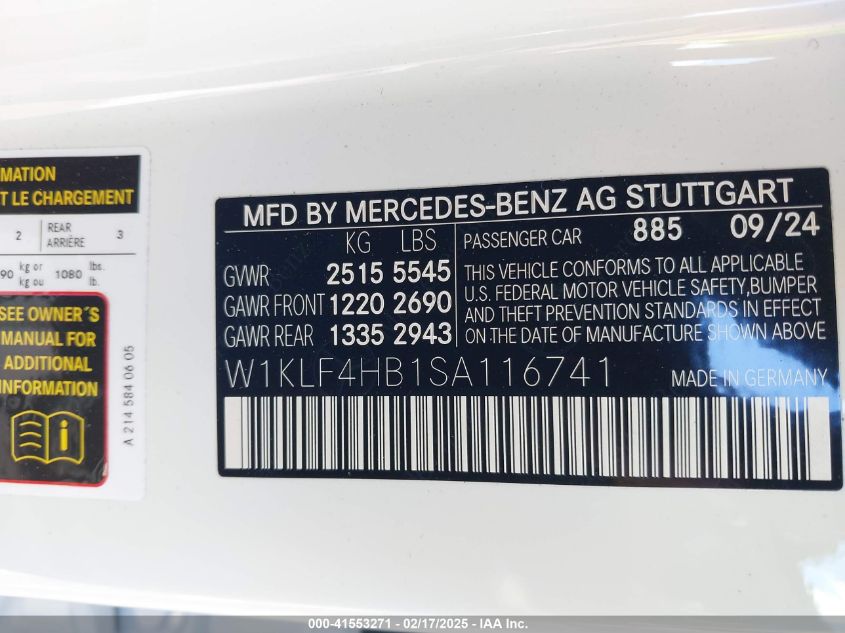 MATION
T LE CHARGEMENT
2 REAR ARRIÈRE 3
90 kg or kg ou 1080 lbs. lb.
SEE OWNER´S
MANUAL FOR
ADDITIONAL
INFORMATION
A 214 584 06 05
MFD BY MERCEDES-BENZ AG STUTTGART
KG LBS
GVWR 2515 5545
GAWR FRONT 1220 2690
GAWR REAR 1335 2943
PASSENGER CAR 885 09/24
THIS VEHICLE CONFORMS TO ALL APPLICABLE
U.S. FEDERAL MOTOR VEHICLE SAFETY,BUMPER
AND THEFT PREVENTION STANDARDS IN EFFECT
ON THE DATE OF MANUFACTURE SHOWN ABOVE
W1KLF4HB1SA116741 MADE IN GERMANY
000-41553271 - 02/17/2025 - IAA, Inc.